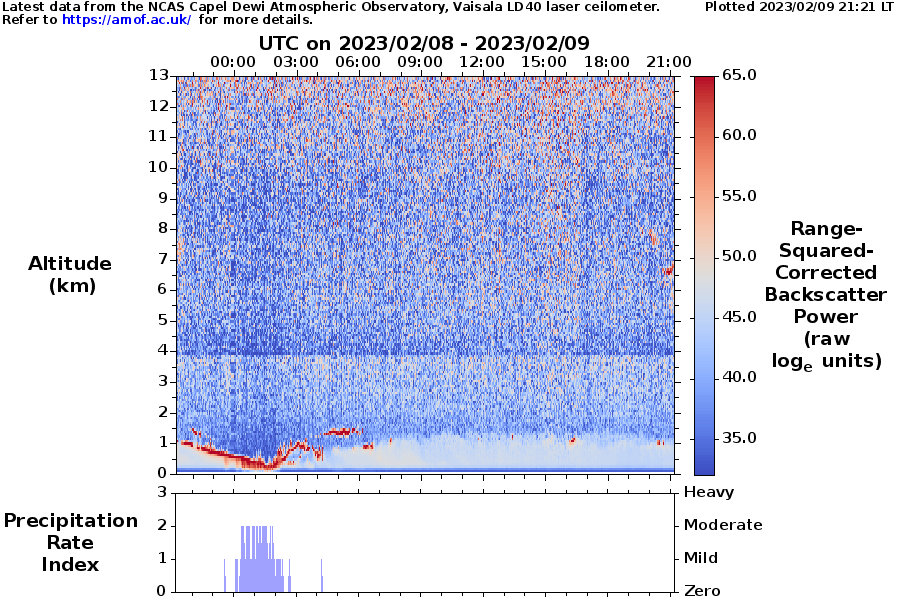 Latest data from the NCAS Capel Dewi Atmospheric Observatory, Vaisala LD40 laser ceilometer.
Plotted 2023/02/09 21:21 LT
Refer to https://amof.ac.uk/ for more details.
UTC on 2023/02/08 - 2023/02/09
00:00 03:00 06:00 09:00 12:00 15:00 18:00 21:00
Altitude
(km)
13
12
11
10
9
8
7
6
5
4
3
2
1
0
65.0
60.0
55.0
50.0
45.0
40.0
35.0
Range-
Squared-
Corrected
Backscatter
Power
(raw
loge units)
Precipitation
Rate
Index
3
2
1
0
Heavy
Moderate
Mild
Zero